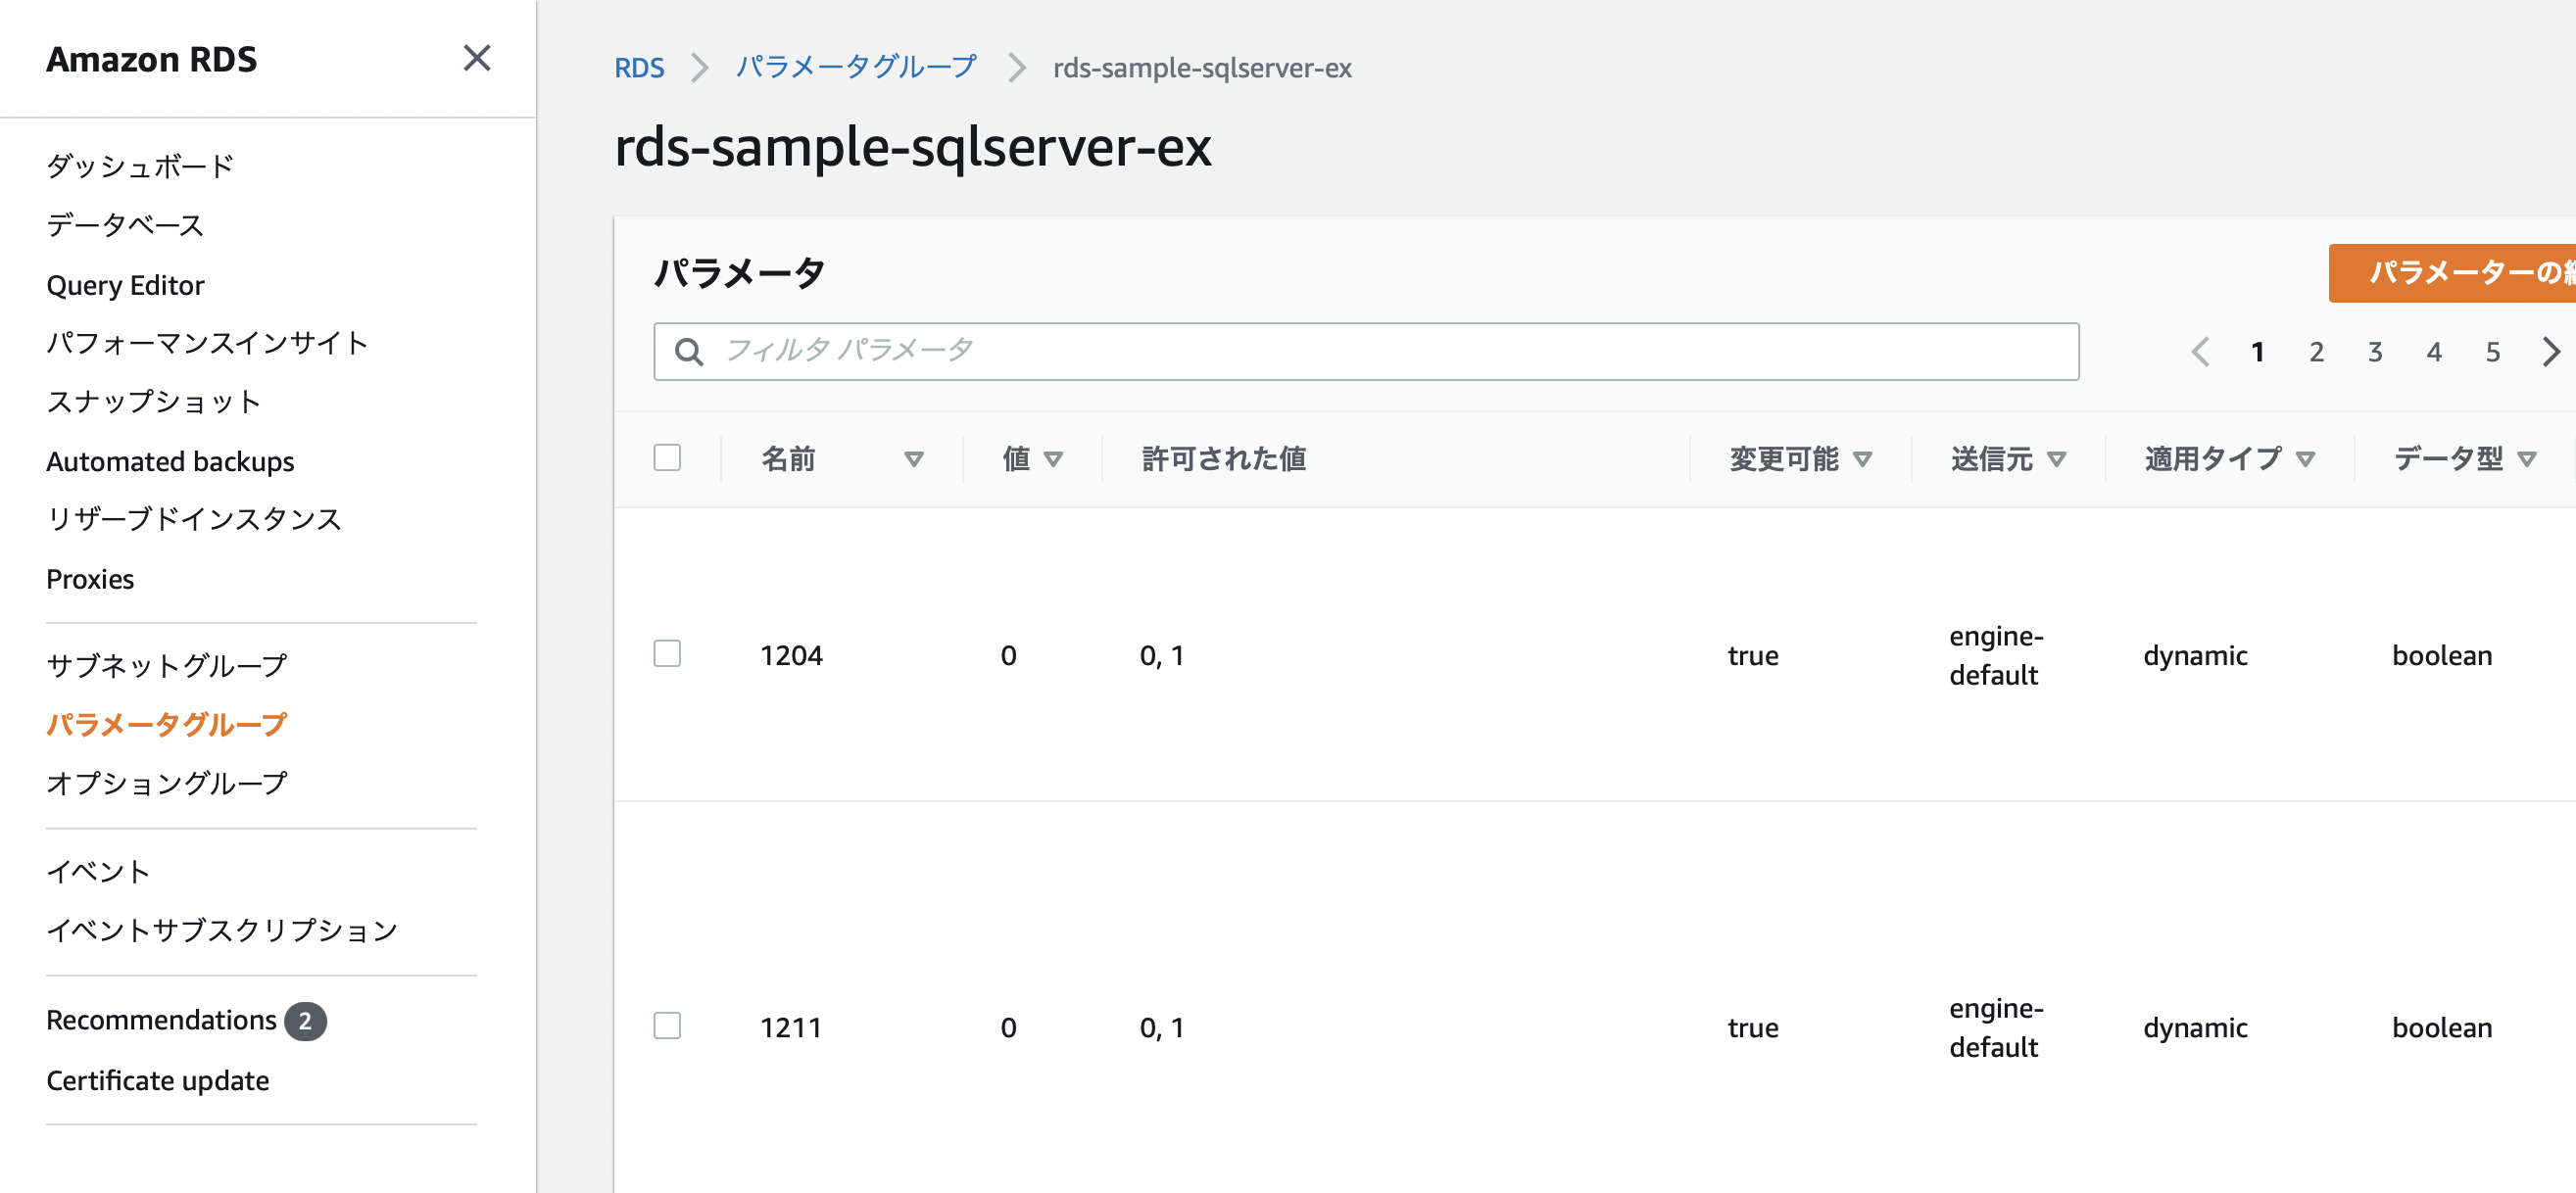 Amazon RDS
ダッシュボード
データベース
Query Editor
パフォーマンスインサイト
スナップショット
Automated backups
リザーブドインスタンス
Proxies
サブネットグループ
パラメータグループ
オプショングループ
イベント
イベントサブスクリプション
Recommendations 2
Certificate update
RDS パラメータグループ rds-sample-sqlserver-ex
rds-sample-sqlserver-ex
パラメータ
パラメーターの
フィルタ パラメータ
1 2 3 4 5
名前 値 許可された値 変更可能 送信元 適用タイプ データ型
1204 0 0, 1 true engine-default dynamic boolean
1211 0 0, 1 true engine-default dynamic boolean